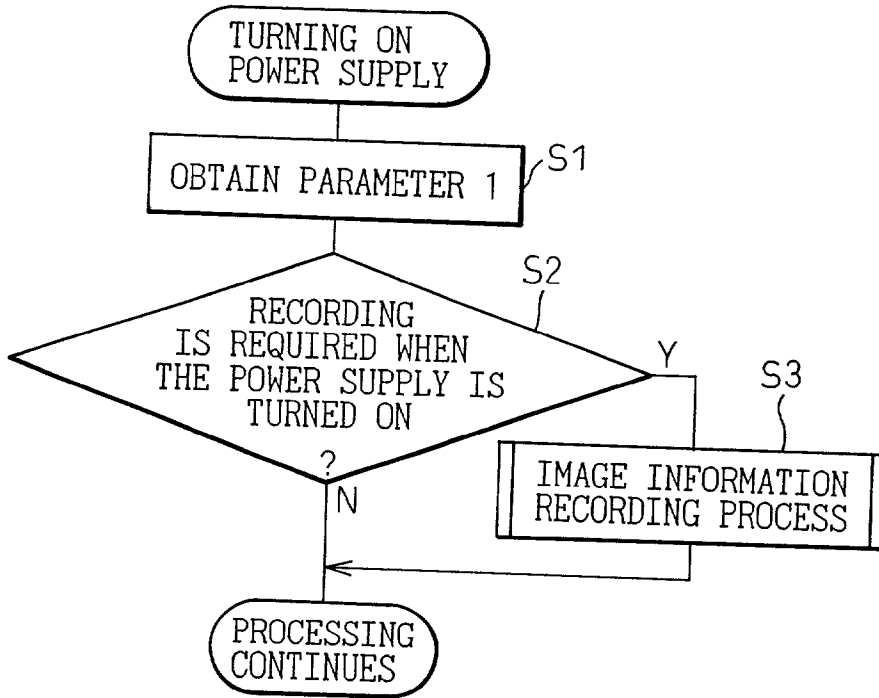 TURNING ON
POWER SUPPLY
OBTAIN PARAMETER 1
S1
RECORDING
IS REQUIRED WHEN
THE POWER SUPPLY IS
TURNED ON
?
S2
Y
N
S3
IMAGE INFORMATION
RECORDING PROCESS
PROCESSING
CONTINUES